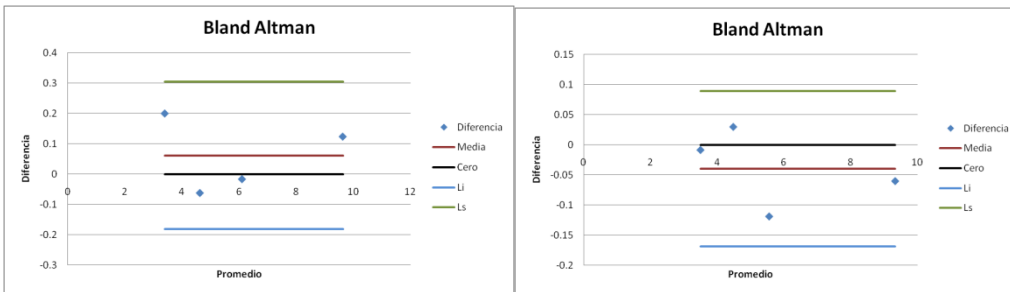 Bland Altman
0.4
0.3
0.2
0.1
0
-0.1
-0.2
-0.3
0 2 4 6 8 10 12
Diferencia
Promedio
Diferencia
Media
Cero
Li
Ls
Bland Altman
0.15
0.1
0.05
0
-0.05
-0.1
-0.15
-0.2
0 2 4 6 8 10
Diferencia
Promedio
Diferencia
Media
Cero
Li
Ls